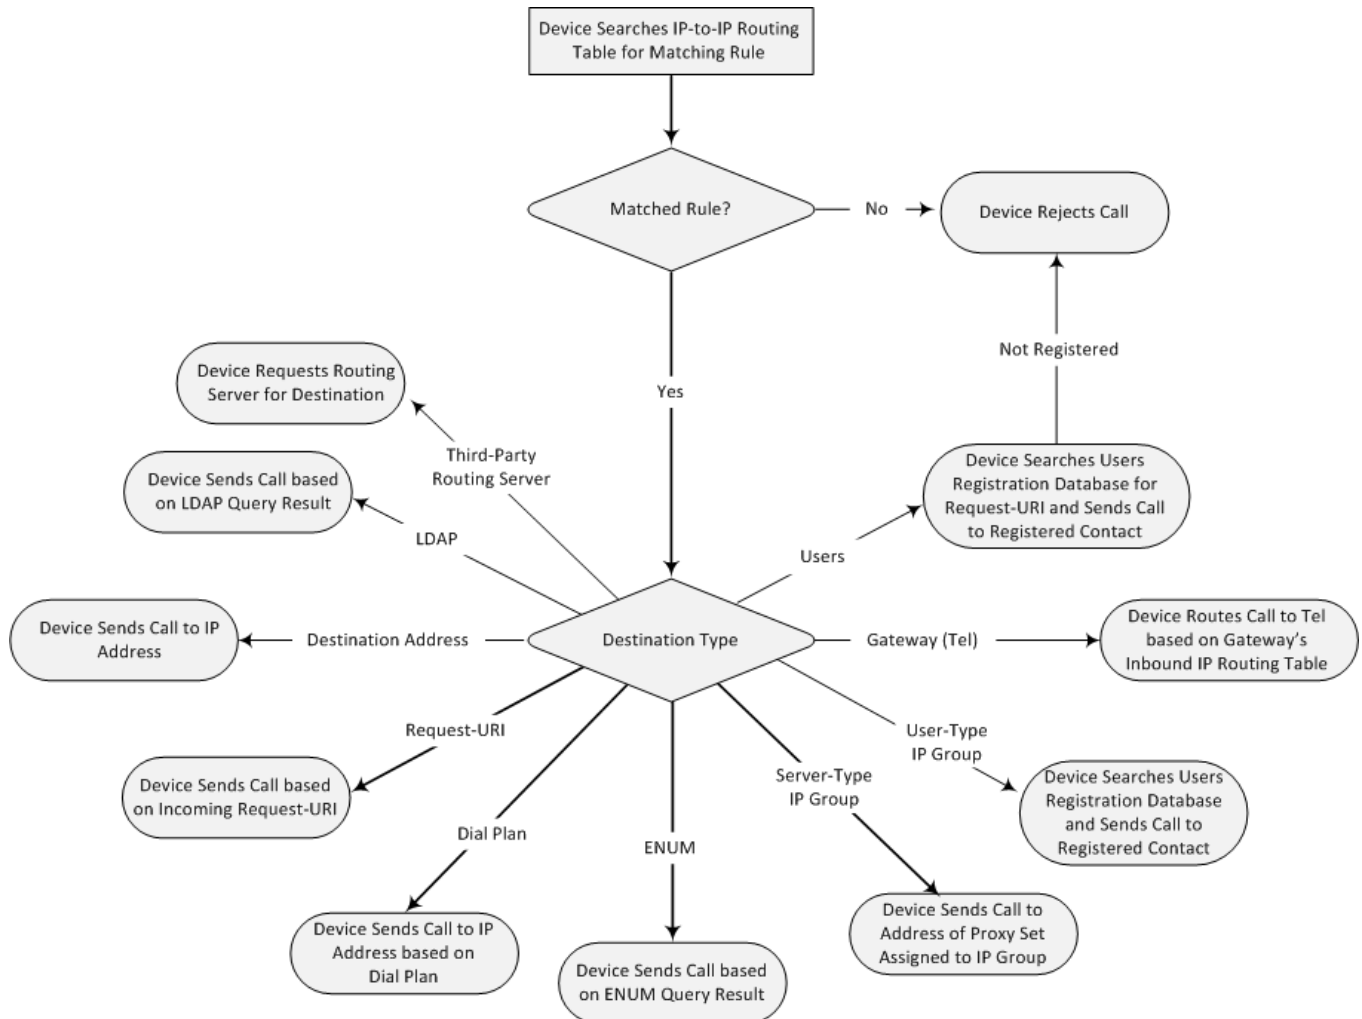 Device Searches IP-to-IP Routing
Table for Matching Rule
Matched Rule?
No
Device Rejects Call
Not Registered
Yes
Device Requests Routing
Server for Destination
Third-Party
Routing Server
Device Sends Call based
on LDAP Query Result
LDAP
Device Searches Users
Registration Database for
Request-URI and Sends Call
to Registered Contact
Users
Device Sends Call to IP
Address
Destination Address
Destination Type
Gateway (Tel)
Device Routes Call to Tel
based on Gateway’s
Inbound IP Routing Table
Request-URI
Device Sends Call based
on Incoming Request-URI
User-Type
IP Group
Device Searches Users
Registration Database
and Sends Call to
Registered Contact
Server-Type
IP Group
Dial Plan
ENUM
Device Sends Call to IP
Address based on
Dial Plan
Device Sends Call based
on ENUM Query Result
Device Sends Call to
Address of Proxy Set
Assigned to IP Group